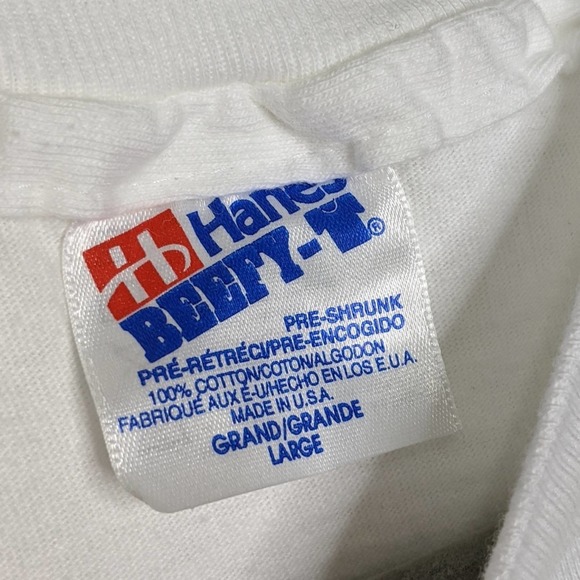 Hanes
BEEFY-T®
PRE-SHRUNK
PRÉ-RÉTRÉCI/PRE-ENCOGIDO
100% COTTON/COTON/ALGODON
FABRIQUÉ AUX É-U/HECHO EN LOS E.U.A.
MADE IN U.S.A.
GRAND/GRANDE
LARGE